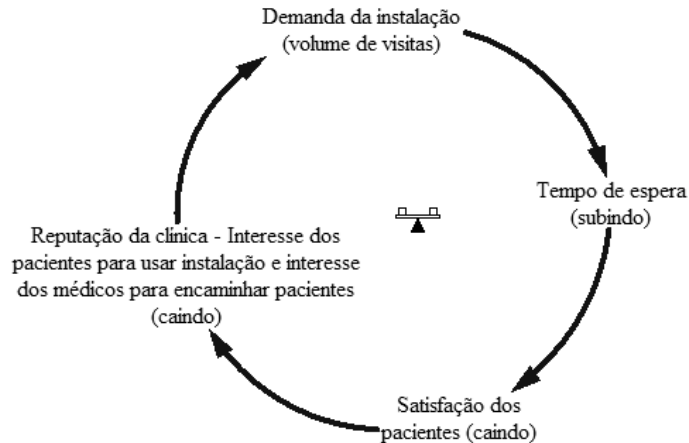 Demanda da instalação
(volume de visitas)
Tempo de espera
(subindo)
Reputação da clínica - Interesse dos
pacientes para usar instalação e interesse
dos médicos para encaminhar pacientes
(caindo)
Satisfação dos
pacientes (caindo)